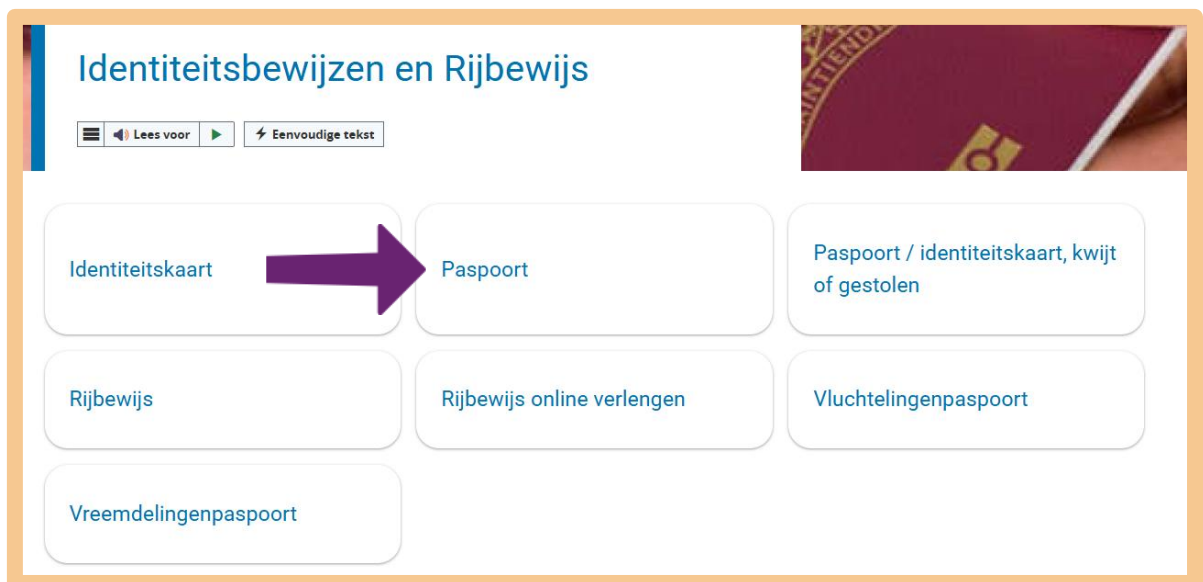 Identiteitsbewijzen en Rijbewijs
Lees voor
Eenvoudige tekst
Identiteitskaart
Paspoort
Paspoort / identiteitskaart, kwijt
of gestolen
Rijbewijs
Rijbewijs online verlengen
Vluchtelingenpaspoort
Vreemdelingenpaspoort